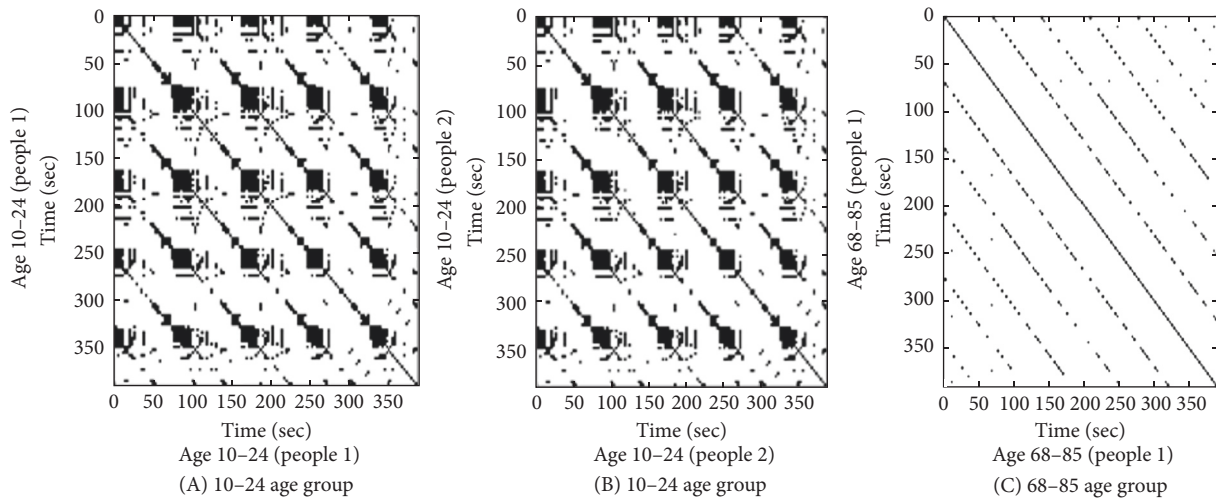 0
50
100
150
200
250
300
350
Age 10–24 (people 1)
Time (sec)
0 50 100 150 200 250 300 350
Time (sec)
Age 10–24 (people 1)
(A) 10–24 age group
0
50
100
150
200
250
300
350
Age 10–24 (people 2)
Time (sec)
0 50 100 150 200 250 300 350
Time (sec)
Age 10–24 (people 2)
(B) 10–24 age group
0
50
100
150
200
250
300
350
Age 68–85 (people 1)
Time (sec)
0 50 100 150 200 250 300 350
Time (sec)
Age 68–85 (people 1)
(C) 68–85 age group